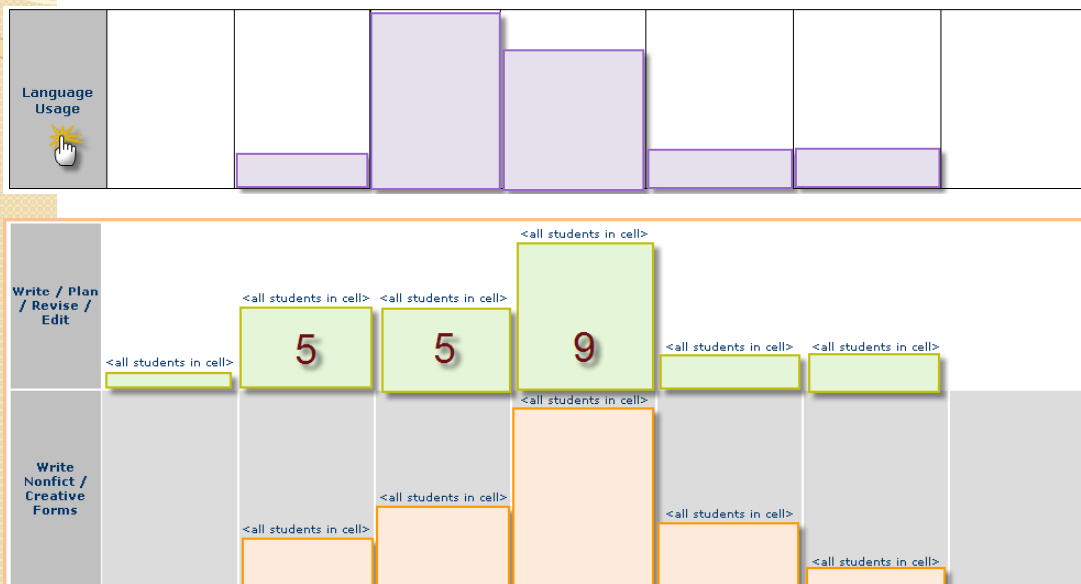 Language
Usage
<all students in cell>
Write / Plan
/ Revise /
Edit
<all students in cell> <all students in cell>
5 5 9
<all students in cell> <all students in cell>
<all students in cell>
<all students in cell>
Write
Nonfict /
Creative
Forms
<all students in cell>
<all students in cell>
<all students in cell>
<all students in cell>